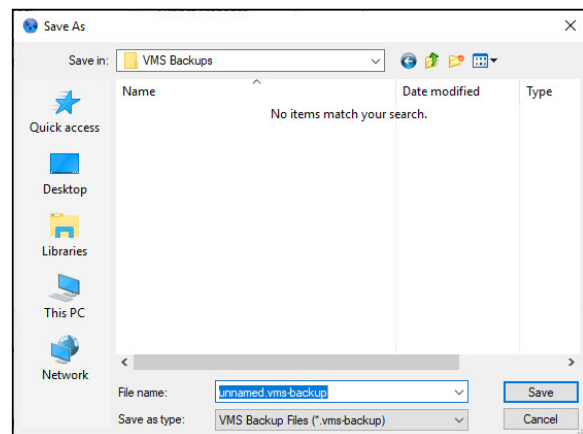 Save As
Save in: VMS Backups
Name Date modified Type
No items match your search.
Quick access
Desktop
Libraries
This PC
Network
File name: unnamed.vms-backup Save
Save as type: VMS Backup Files (*.vms-backup) Cancel